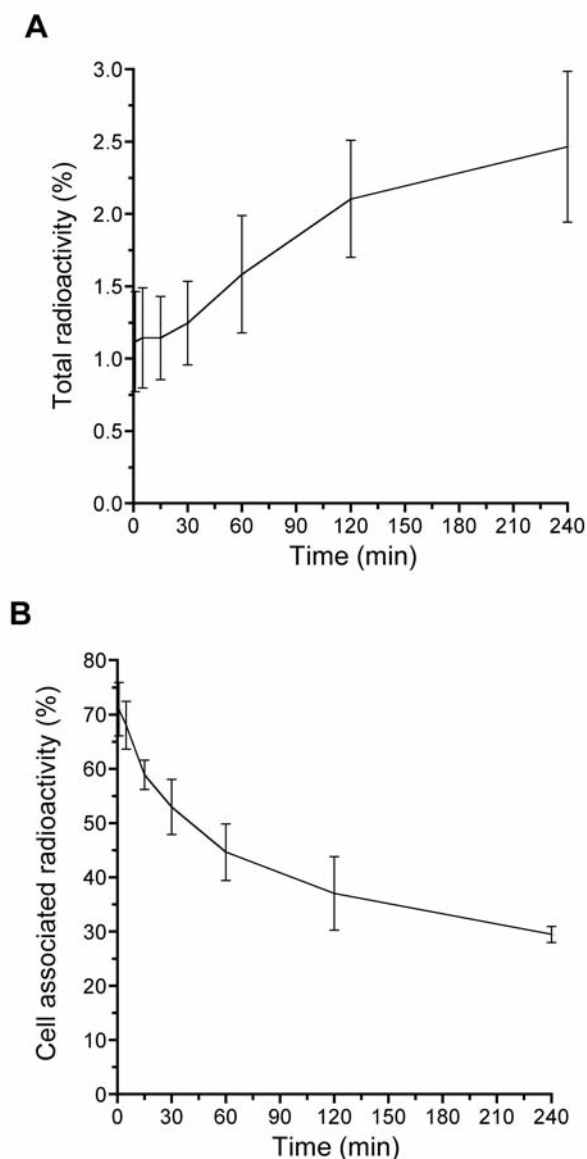 A
Total radioactivity (%)
3.0
2.5
2.0
1.5
1.0
0.5
0.0
0 30 60 90 120 150 180 210 240
Time (min)
B
Cell associated radioactivity (%)
80
70
60
50
40
30
20
10
0
0 30 60 90 120 150 180 210 240
Time (min)